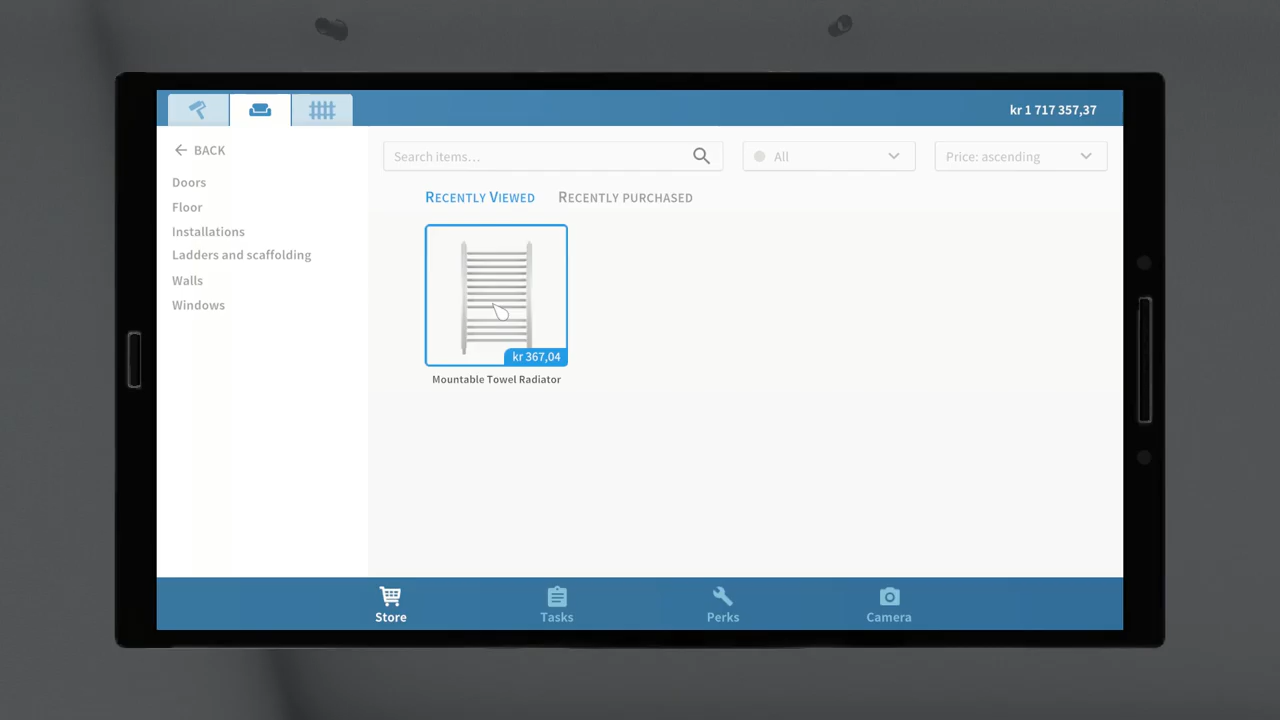 kr 1 717 357,37
BACK
Doors
Floor
Installations
Ladders and scaffolding
Walls
Windows
Search items...
All
Price: ascending
RECENTLY VIEWED
RECENTLY PURCHASED
kr 367,04
Mountable Towel Radiator
Store
Tasks
Perks
Camera